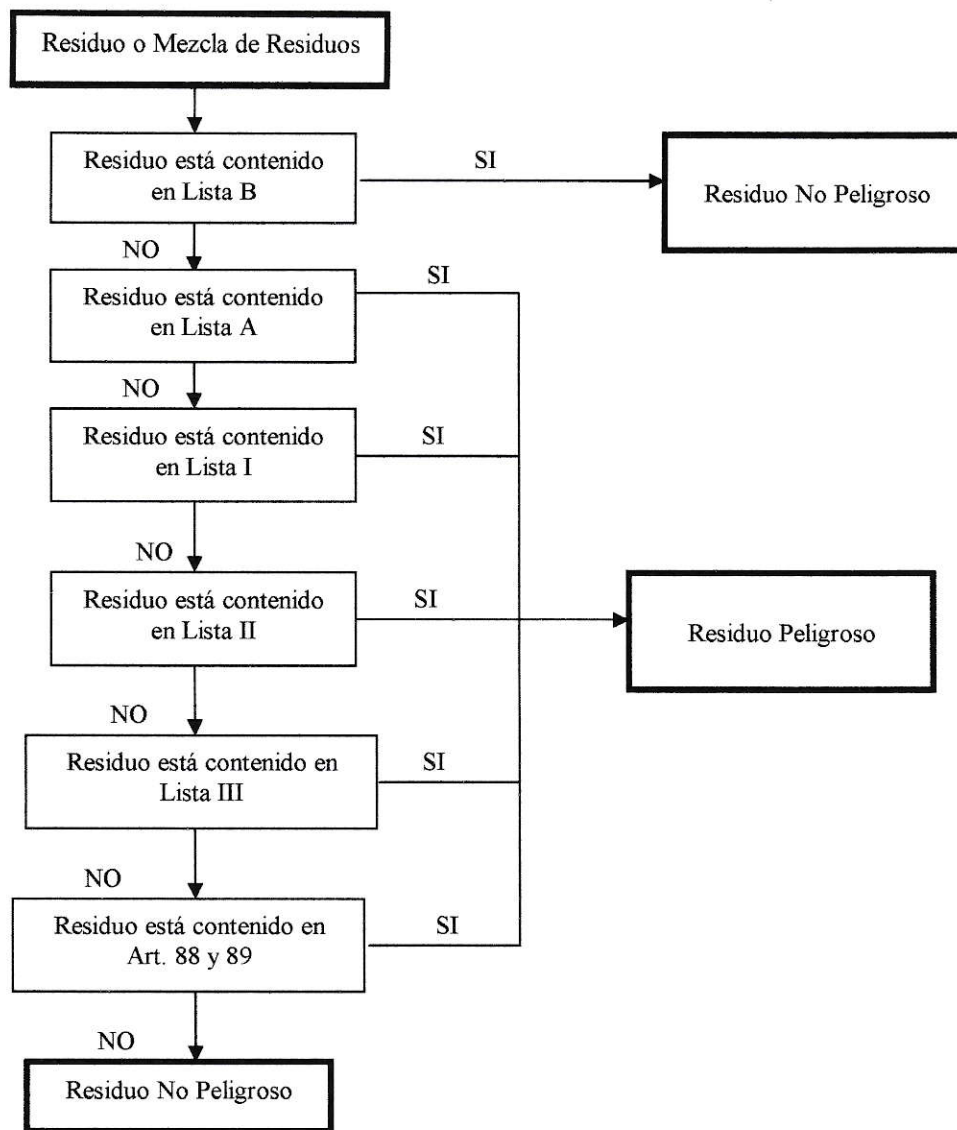 Residuo o Mezcla de Residuos
Residuo está contenido
en Lista B
SI
Residuo No Peligroso
NO
Residuo está contenido
en Lista A
SI
NO
Residuo está contenido
en Lista I
SI
NO
Residuo está contenido
en Lista II
SI
Residuo Peligroso
NO
Residuo está contenido en
Lista III
SI
NO
Residuo está contenido en
Art. 88 y 89
SI
NO
Residuo No Peligroso